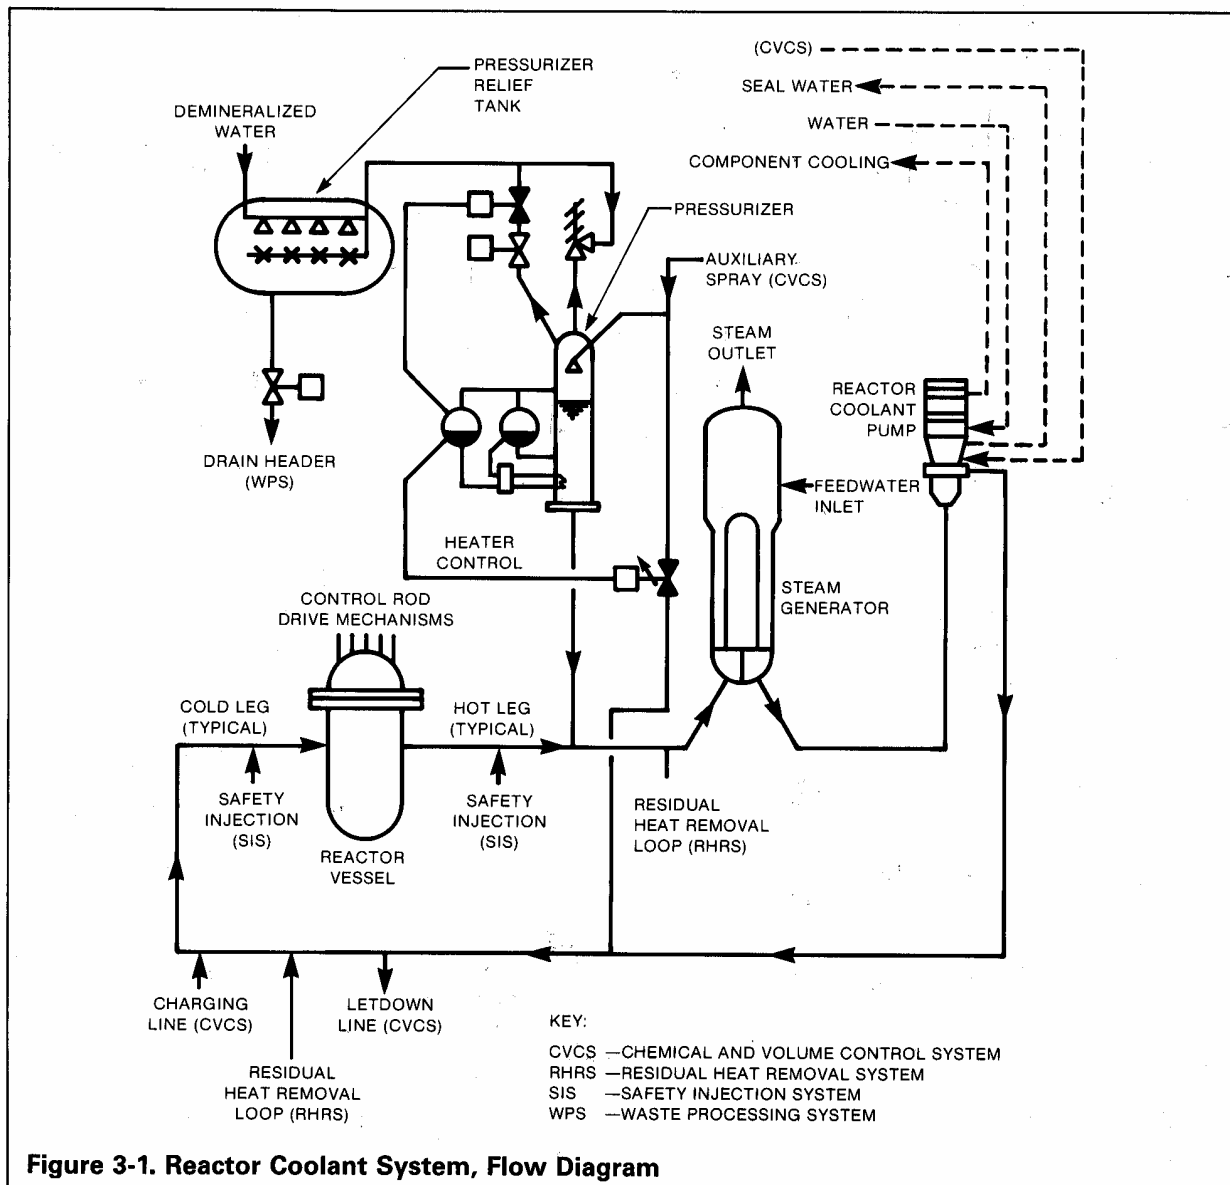 (CVCS)
SEAL WATER
WATER
COMPONENT COOLING
PRESSURIZER
RELIEF
TANK
DEMINERALIZED
WATER
PRESSURIZER
AUXILIARY
SPRAY (CVCS)
STEAM
OUTLET
REACTOR
COOLANT
PUMP
DRAIN HEADER
(WPS)
FEEDWATER
INLET
HEATER
CONTROL
STEAM
GENERATOR
CONTROL ROD
DRIVE MECHANISMS
COLD LEG
(TYPICAL)
HOT LEG
(TYPICAL)
SAFETY
INJECTION
(SIS)
SAFETY
INJECTION
(SIS)
RESIDUAL
HEAT REMOVAL
LOOP (RHRS)
REACTOR
VESSEL
CHARGING
LINE (CVCS)
LETDOWN
LINE (CVCS)
RESIDUAL
HEAT REMOVAL
LOOP (RHRS)
KEY:
CVCS —CHEMICAL AND VOLUME CONTROL SYSTEM
RHRS —RESIDUAL HEAT REMOVAL SYSTEM
SIS —SAFETY INJECTION SYSTEM
WPS —WASTE PROCESSING SYSTEM
Figure 3-1. Reactor Coolant System, Flow Diagram